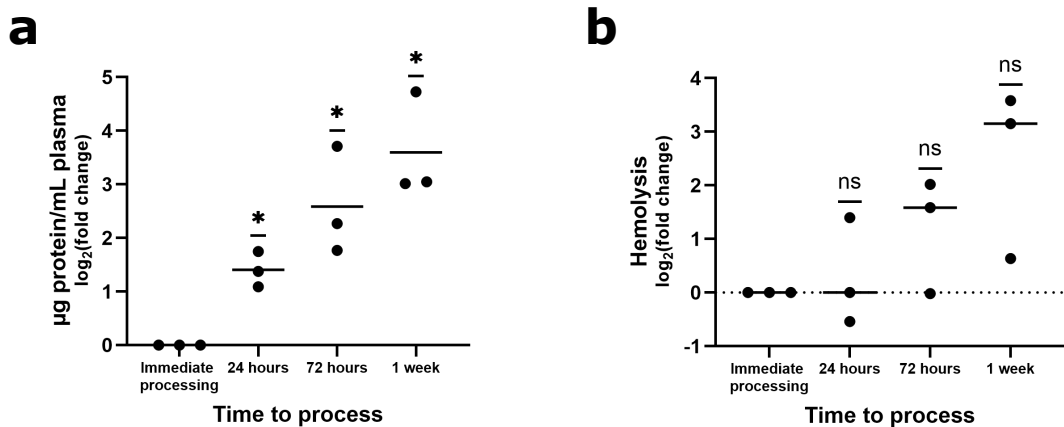 a
µg protein/mL plasma
log₂(fold change)
5
4
3
2
1
0
*
*
*
Immediate
processing
24 hours
72 hours
1 week
Time to process
b
Hemolysis
log₂(fold change)
4
3
2
1
0
-1
ns
ns
ns
Immediate
processing
24 hours
72 hours
1 week
Time to process